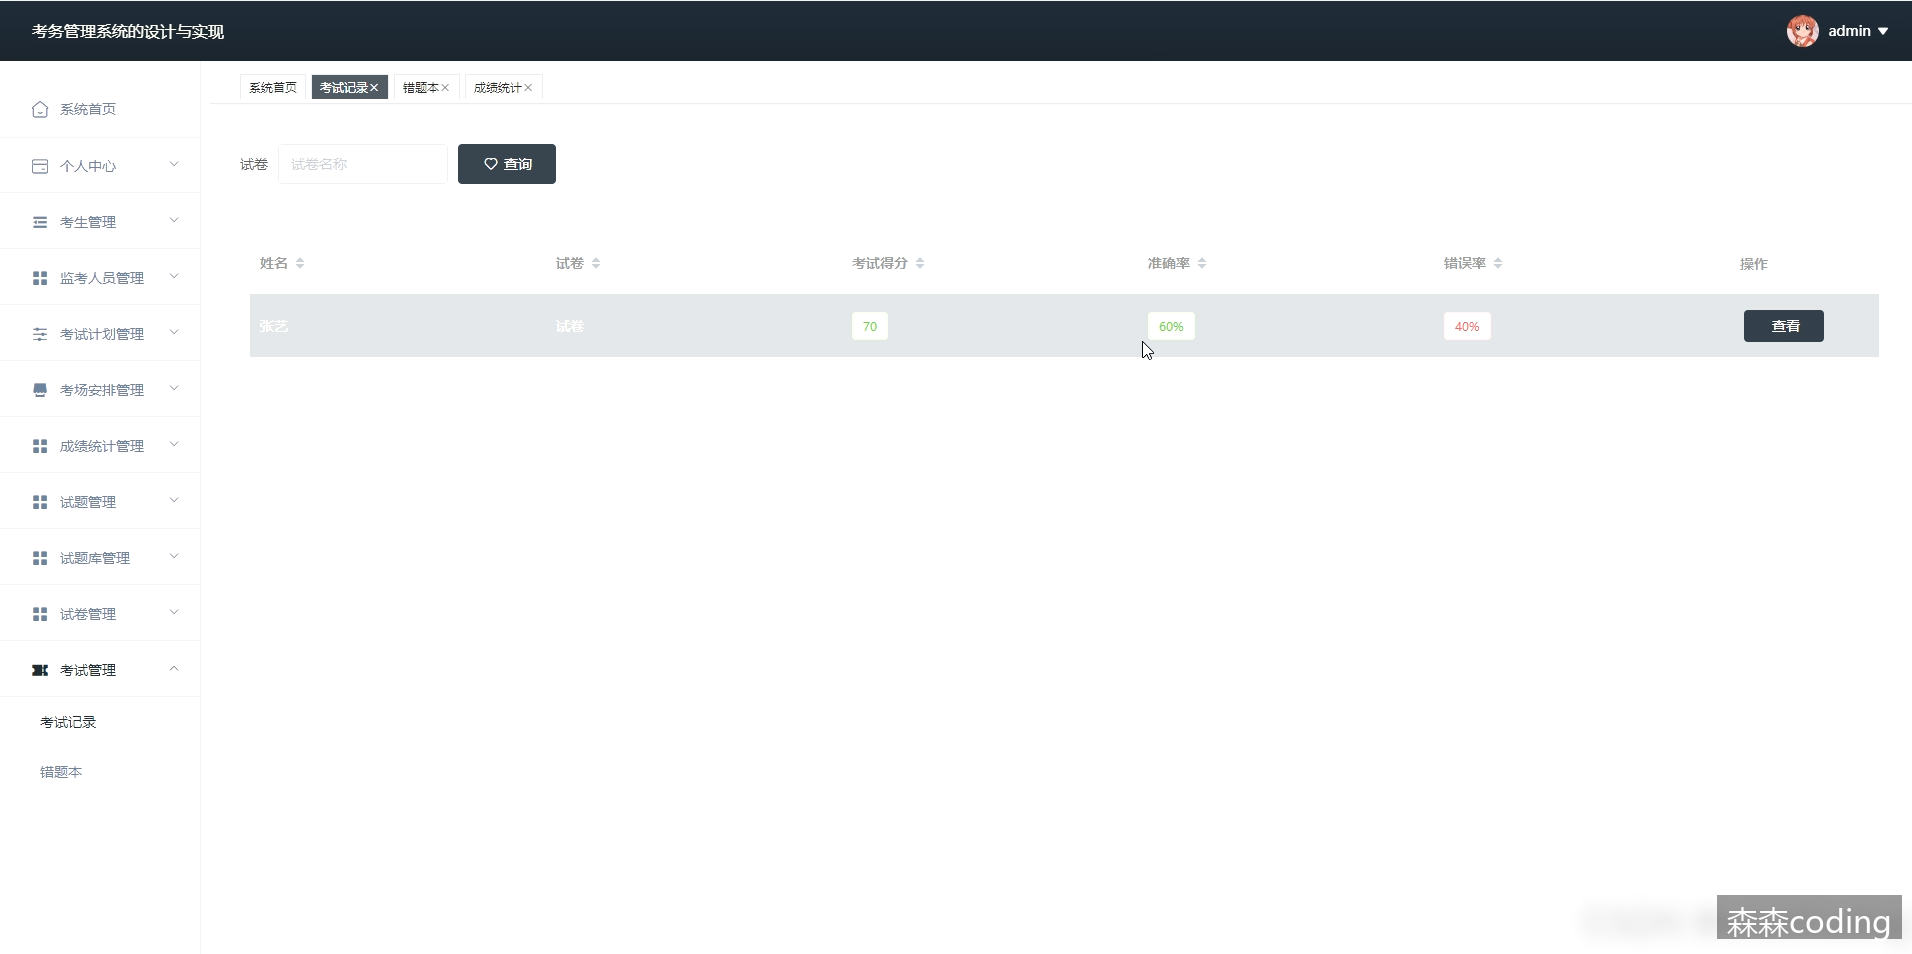 考务管理系统的设计与实现
admin
系统首页
考试记录
错题本
成绩统计
系统首页
个人中心
考生管理
监考人员管理
考试计划管理
考场安排管理
成绩统计管理
试题管理
试题库管理
试卷管理
考试管理
考试记录
错题本
试卷 试卷名称 查询
姓名 试卷 考试得分 准确率 错误率 操作
张艺 试卷 70 60% 40% 查看
森森coding